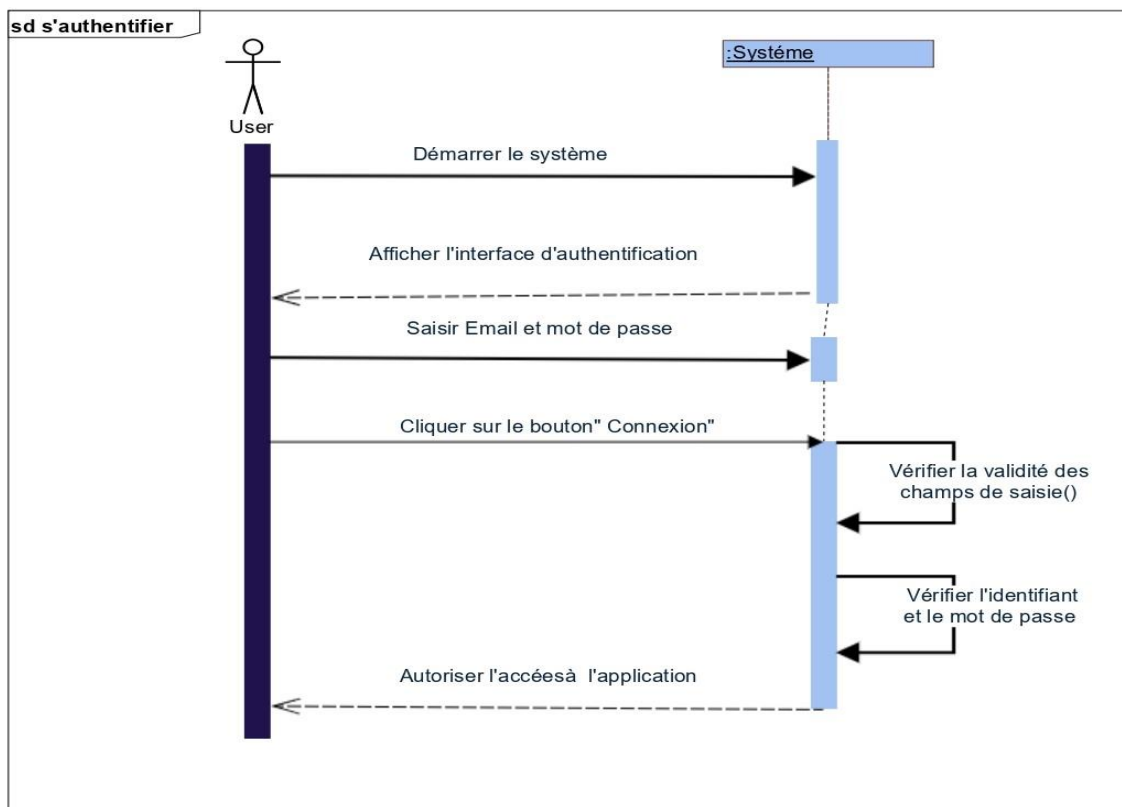 sd s'authentifier
:Systéme
User
Démarrer le système
Afficher l'interface d'authentification
Saisir Email et mot de passe
Cliquer sur le bouton" Connexion"
Vérifier la validité des
champs de saisie()
Vérifier l'identifiant
et le mot de passe
Autoriser l'accéesà l'application